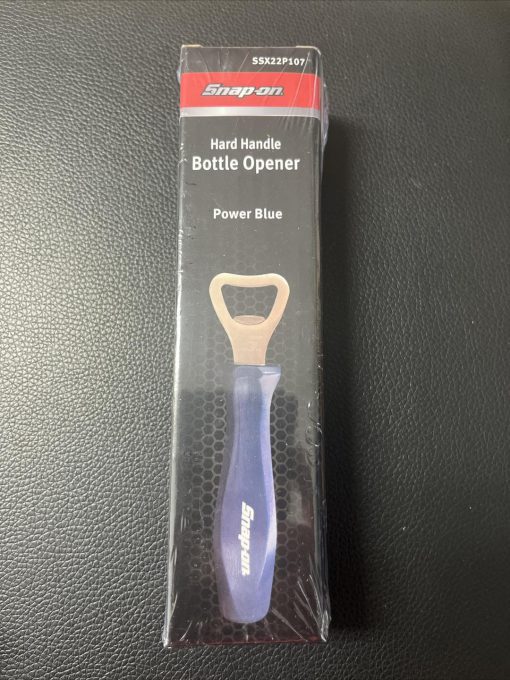 SSX22P107
Snap-on
Hard Handle
Bottle Opener
Power Blue
Snap-on